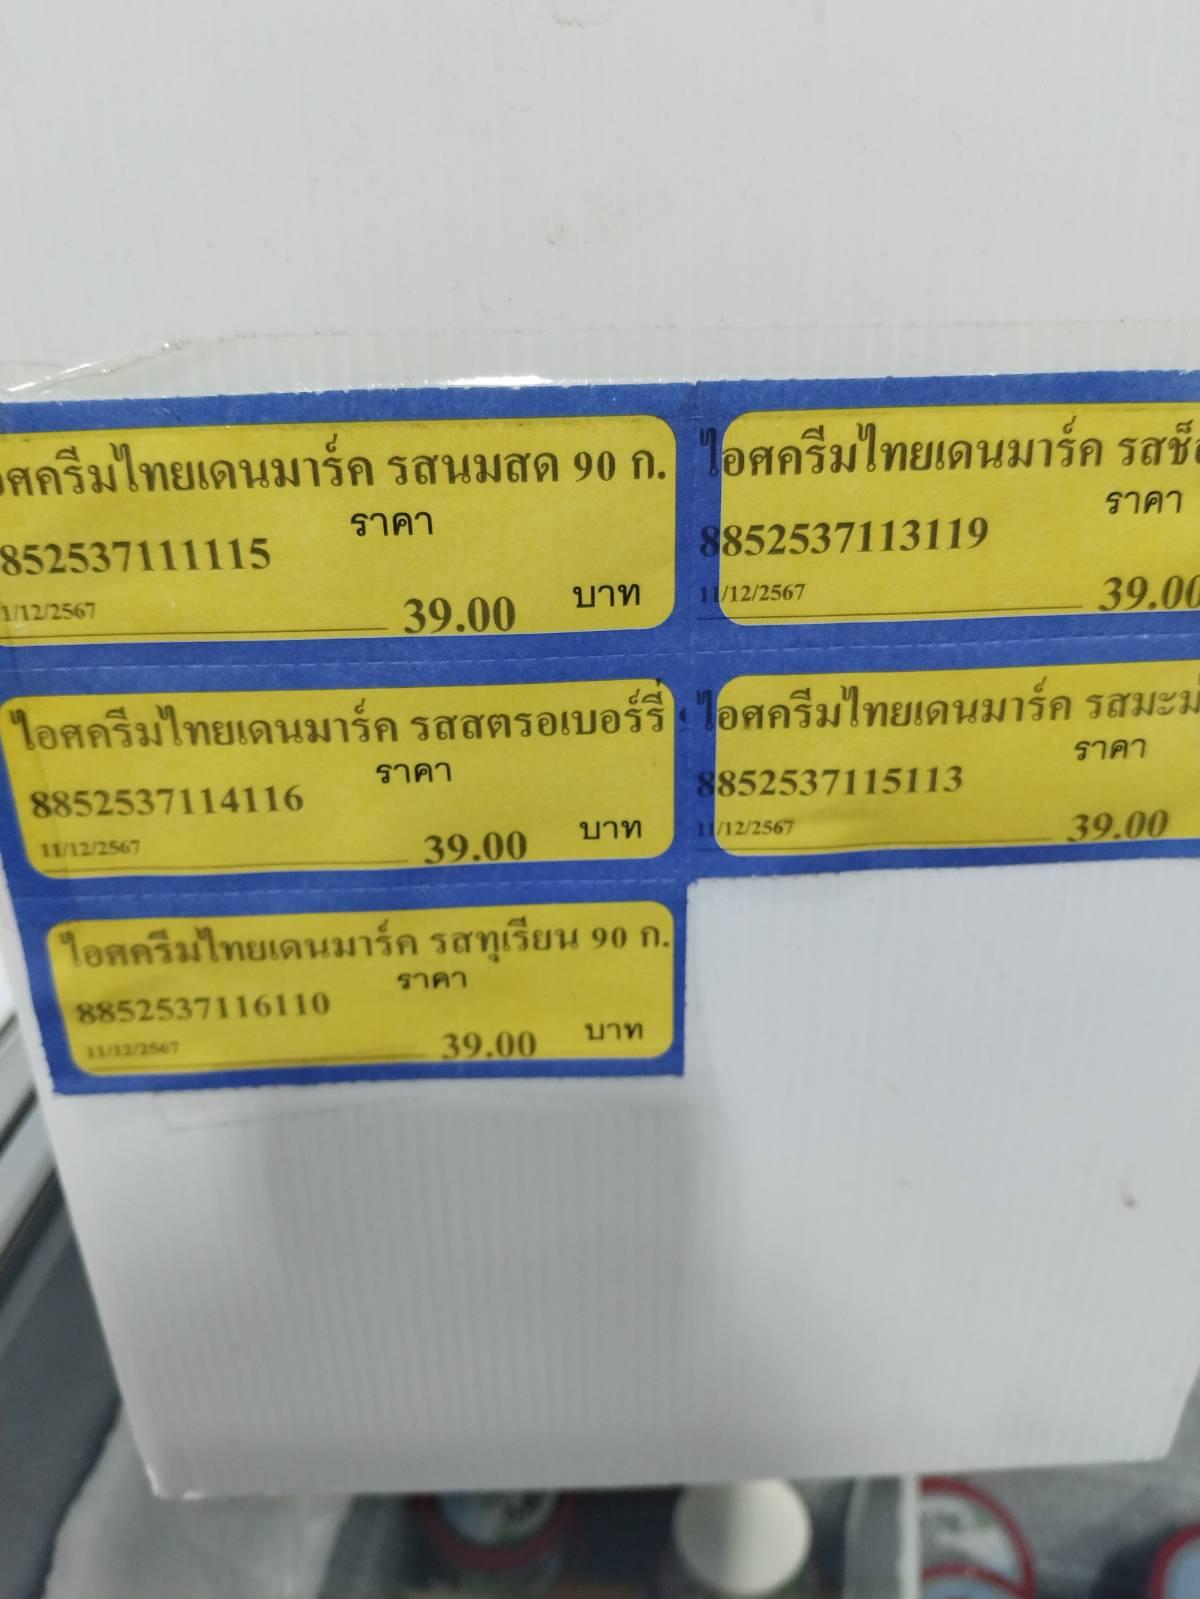 อศครีมไทยเดนมาร์ค รสนมสด 90 ก.
ราคา
852537111115
1/12/2567
39.00 บาท
ไอศครีมไทยเดนมาร์ค รสช็อ
ราคา
8852537113119
11/12/2567
39.00
ไอศครีมไทยเดนมาร์ค รสสตรอเบอร์รี่
ราคา
8852537114116
11/12/2567
39.00 บาท
ไอศครีมไทยเดนมาร์ค รสมะม่
ราคา
8852537115113
11/12/2567
39.00
ไอศครีมไทยเดนมาร์ค รสทุเรียน 90 ก.
ราคา
8852537116110
11/12/2567
39.00 บาท